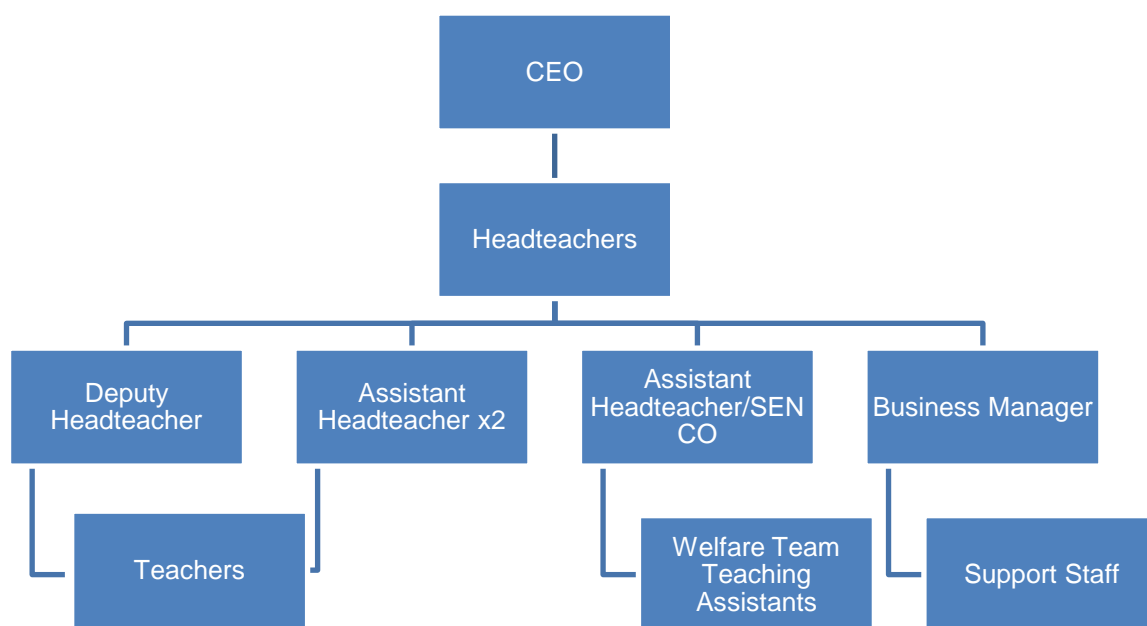 CEO
Headteachers
Deputy
Headteacher
Assistant
Headteacher x2
Assistant
Headteacher/SEN
CO
Business Manager
Teachers
Welfare Team
Teaching
Assistants
Support Staff